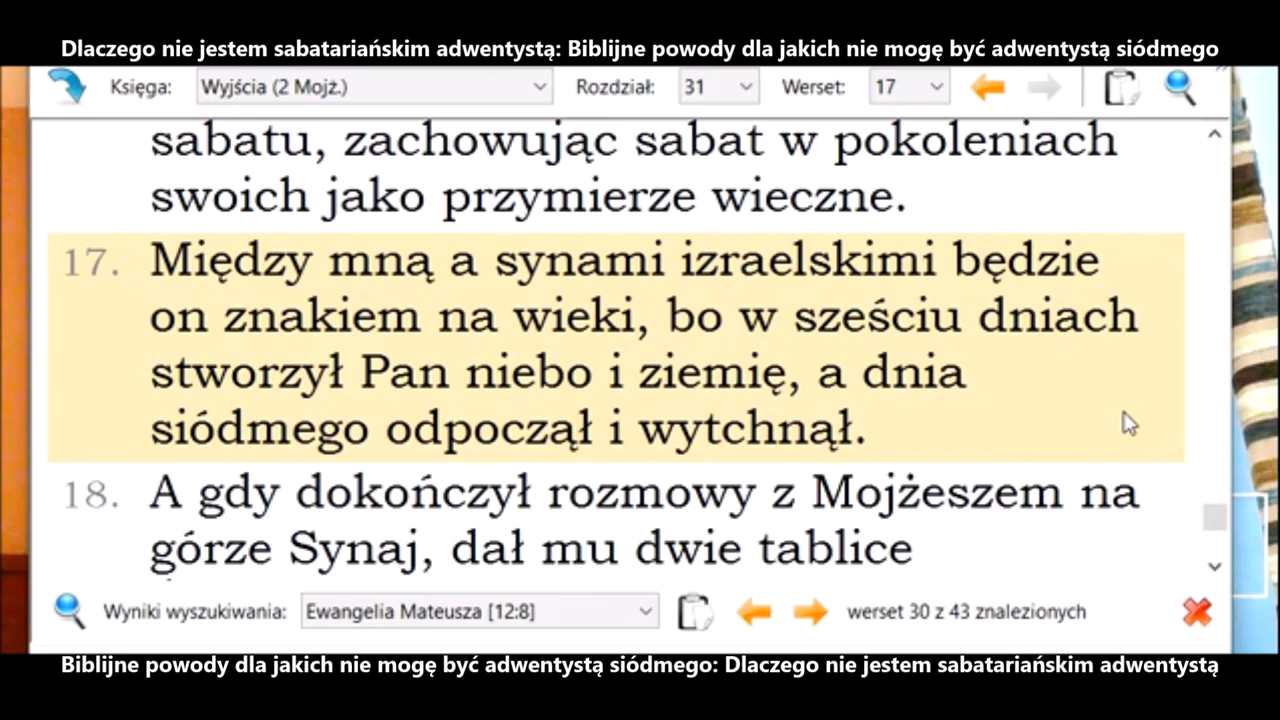 Dlaczego nie jestem sabatariańskim adwentystą: Biblijne powody dla jakich nie mogę być adwentystą siódmego
Księga: Wyjścia (2 Mojż.) Rozdział: 31 Werset: 17
sabatu, zachowując sabat w pokoleniach
swoich jako przymierze wieczne.
17. Między mną a synami izraelskimi będzie
on znakiem na wieki, bo w sześciu dniach
stworzył Pan niebo i ziemię, a dnia
siódmego odpoczął i wytchnął.
18. A gdy dokończył rozmowy z Mojżeszem na
górze Synaj, dał mu dwie tablice
Wyniki wyszukiwania: Ewangelia Mateusza [12:8] werset 30 z 43 znalezionych
Biblijne powody dla jakich nie mogę być adwentystą siódmego: Dlaczego nie jestem sabatariańskim adwentystą